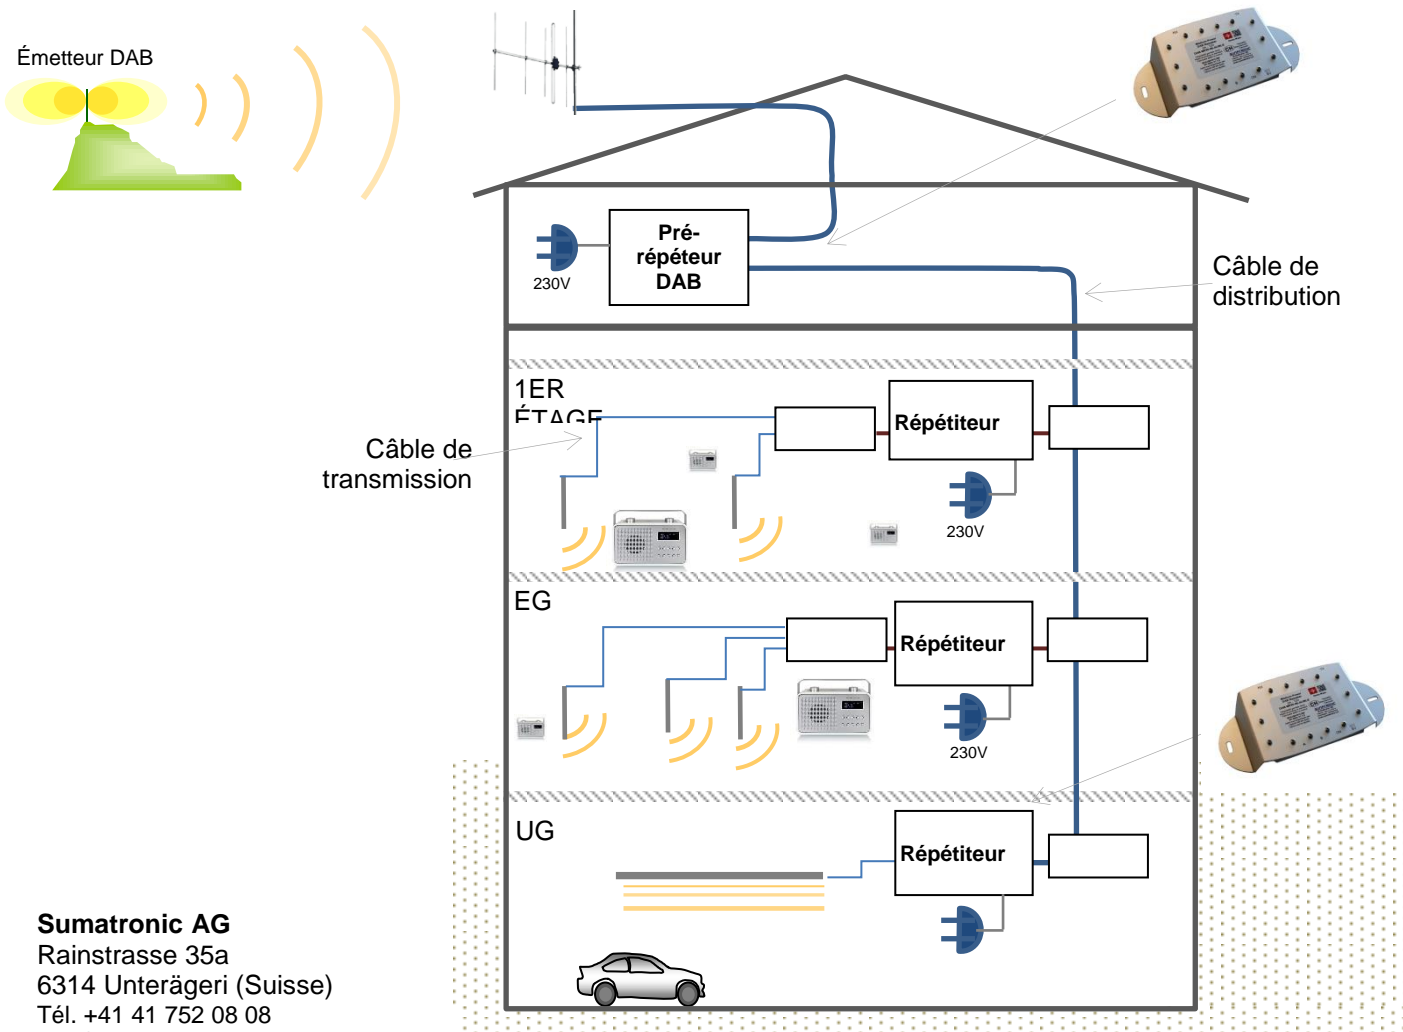 Émetteur DAB
Pré-
répéteur
DAB
230V
Câble de
distribution
1ER
ÉTAGE
Répétiteur
Câble de
transmission
230V
EG
Répétiteur
230V
UG
Répétiteur
Sumatronic AG
Rainstrasse 35a
6314 Unterägeri (Suisse)
Tél. +41 41 752 08 08